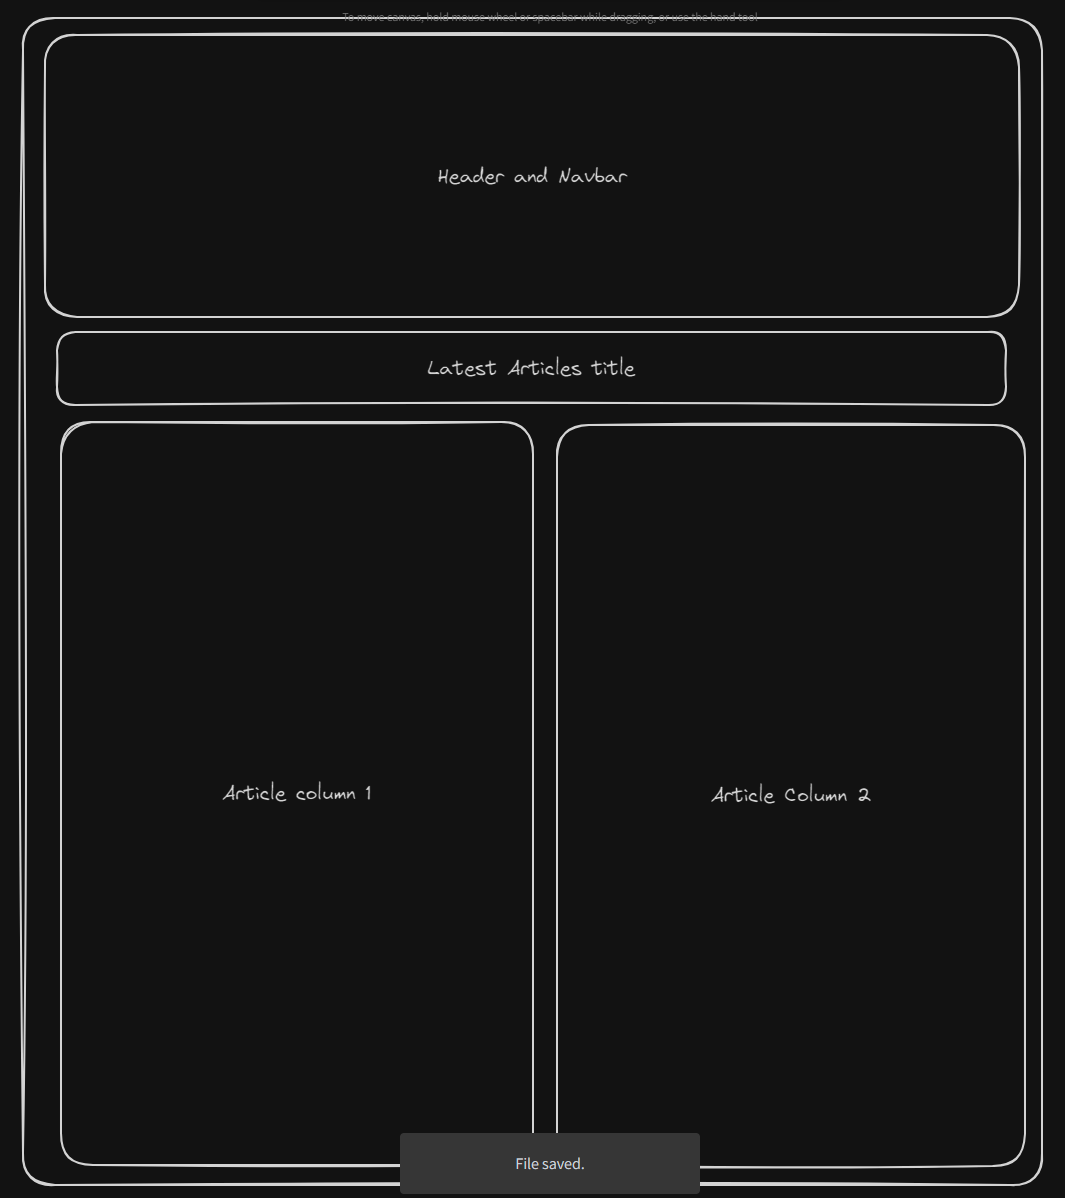 To move canvas, hold mouse wheel or spacebar while dragging, or use the hand tool
Header and Navbar
Latest Articles title
Article column 1
Article Column 2
File saved.